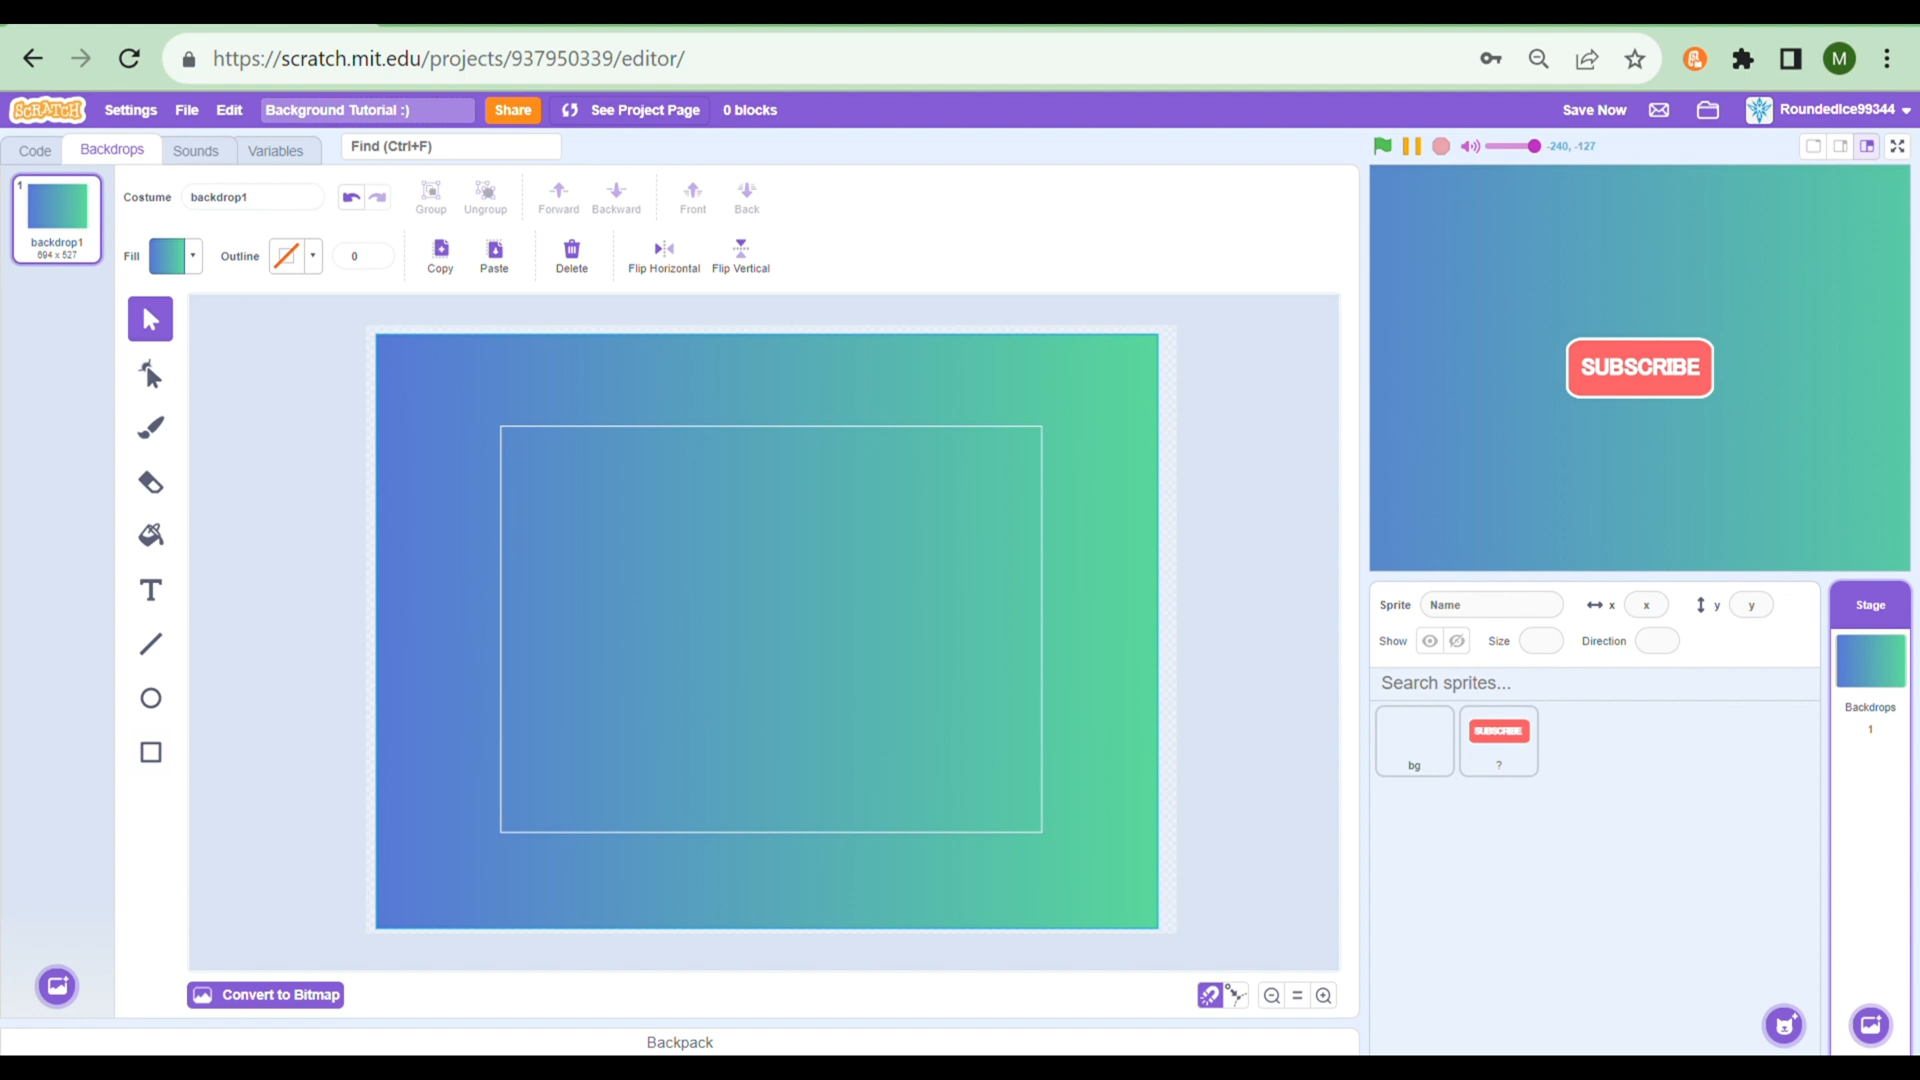 https://scratch.mit.edu/projects/937950339/editor/
M
SCRATCH Settings File Edit Background Tutorial :) Share See Project Page 0 blocks Save Now RoundedIce99344
Code Backdrops Sounds Variables Find (Ctrl+F) -240, -127
1
backdrop1
694 x 527
Costume backdrop1 Group Ungroup Forward Backward Front Back
Fill Outline 0 Copy Paste Delete Flip Horizontal Flip Vertical
T
SUBSCRIBE
Sprite Name x x y y
Show Size Direction
Search sprites...
SUBSCRIBE
bg ?
Stage
Backdrops
1
Convert to Bitmap
Backpack